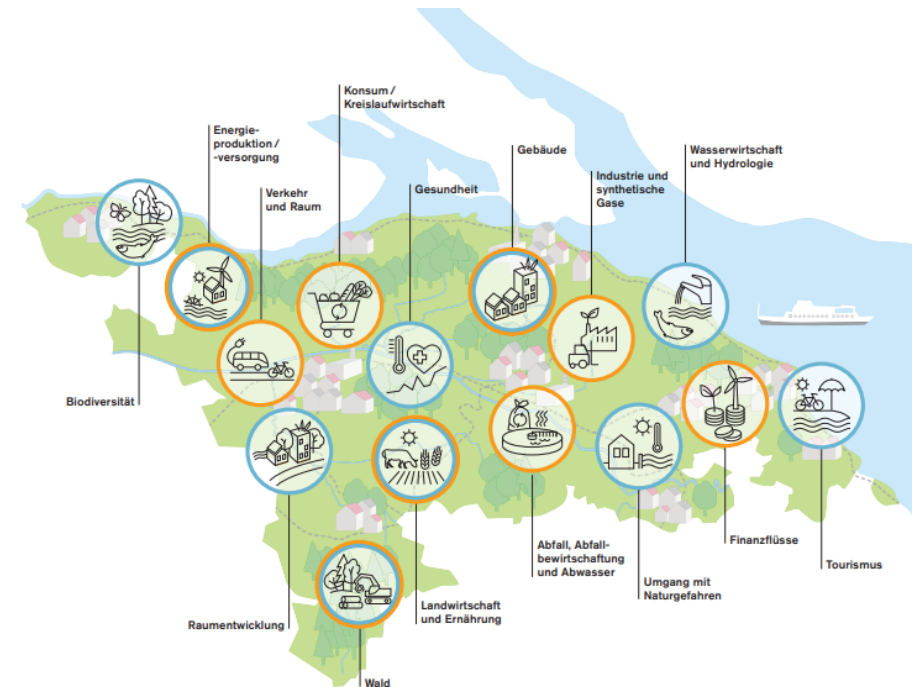 Konsum /
Kreislaufwirtschaft
Energie-
produktion /
-versorgung
Gebäude
Wasserwirtschaft
und Hydrologie
Verkehr
und Raum
Gesundheit
Industrie und
synthetische
Gase
Biodiversität
Abfall, Abfall-
bewirtschaftung
und Abwasser
Finanzflüsse
Tourismus
Umgang mit
Naturgefahren
Raumentwicklung
Landwirtschaft
und Ernährung
Wald